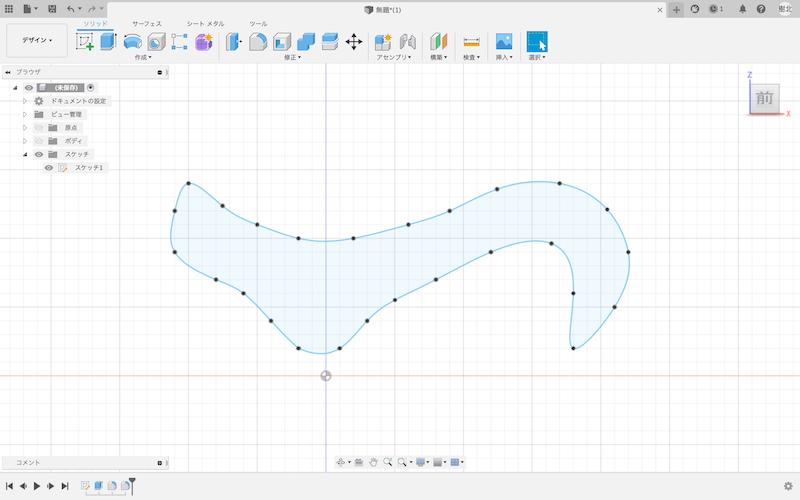 無題*(1)
1
樹北
デザイン
ソリッド サーフェス シート メタル ツール
作成 修正 アセンブリ 構築 検査 挿入 選択
ブラウザ
(未保存)
ドキュメントの設定
ビュー管理
原点
ボディ
スケッチ
スケッチ1
Z
前
X
コメント